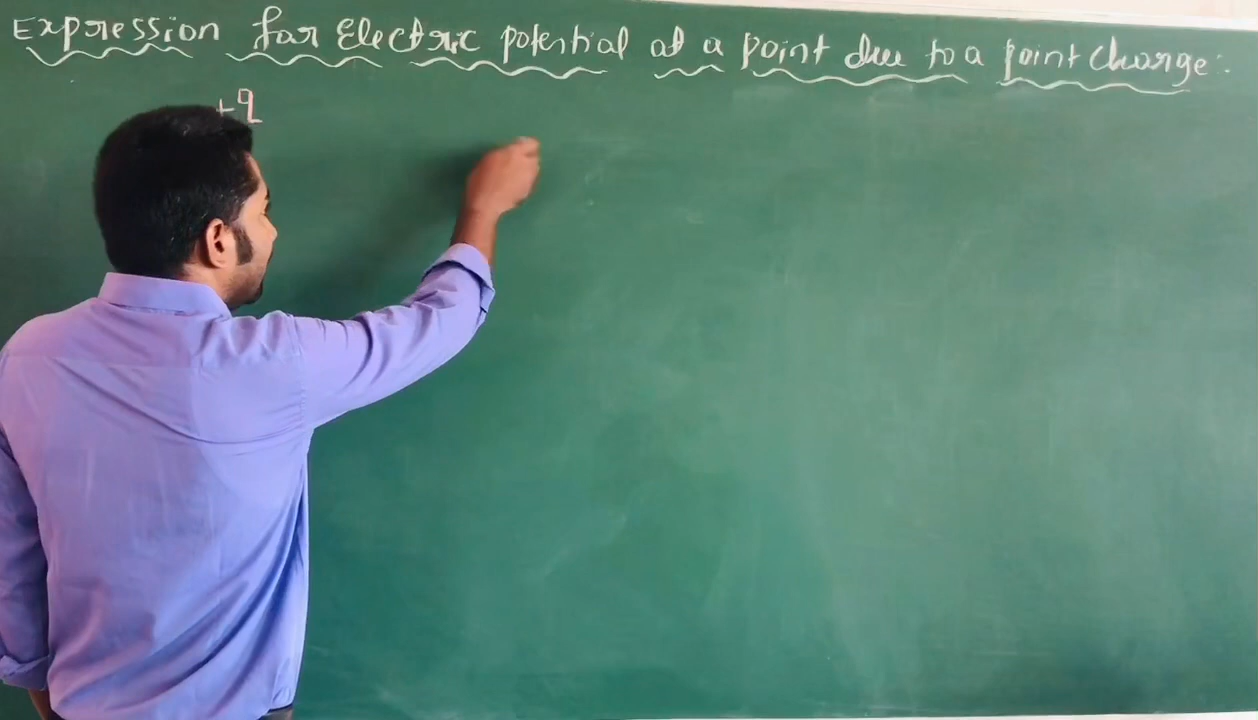 Expression for Electric potential at a point due to a point charge:-
+q